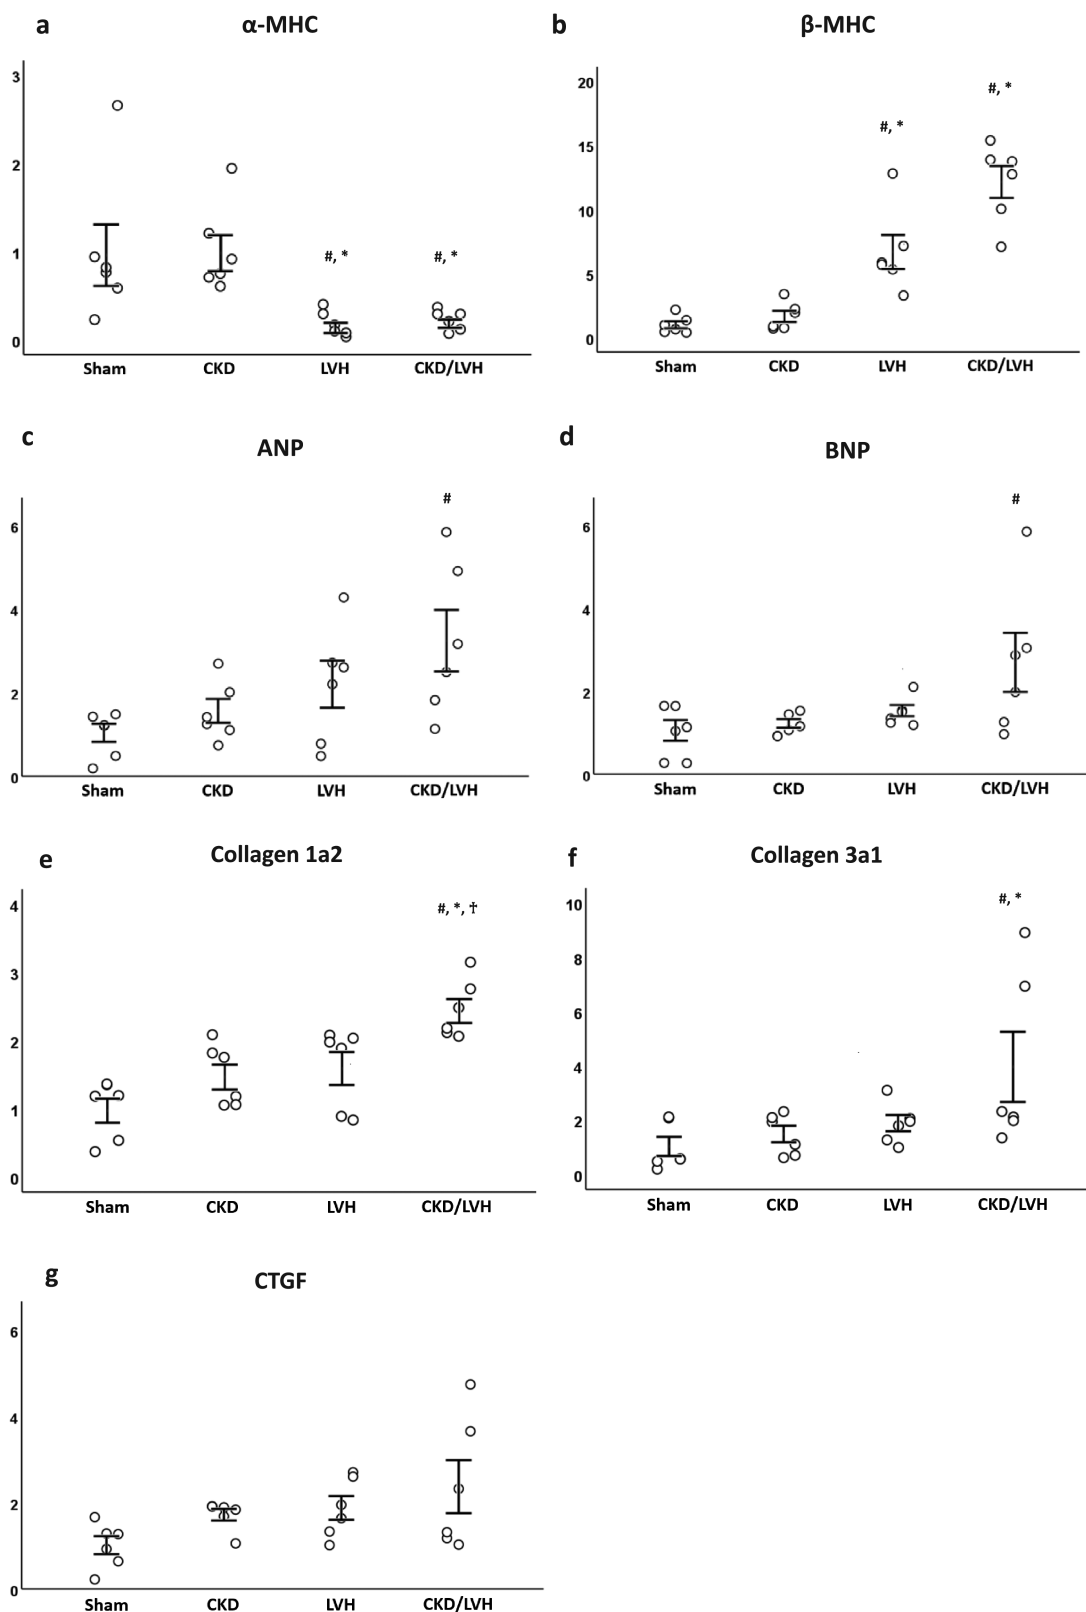 a
α-MHC
3
2
1
0
#, *
#, *
Sham CKD LVH CKD/LVH
b
β-MHC
20
15
10
5
0
#, *
#, *
Sham CKD LVH CKD/LVH
c
ANP
6
4
2
0
#
Sham CKD LVH CKD/LVH
d
BNP
6
4
2
0
#
Sham CKD LVH CKD/LVH
e
Collagen 1a2
4
3
2
1
0
#, *, †
Sham CKD LVH CKD/LVH
f
Collagen 3a1
10
8
6
4
2
0
#, *
Sham CKD LVH CKD/LVH
g
CTGF
6
4
2
0
Sham CKD LVH CKD/LVH